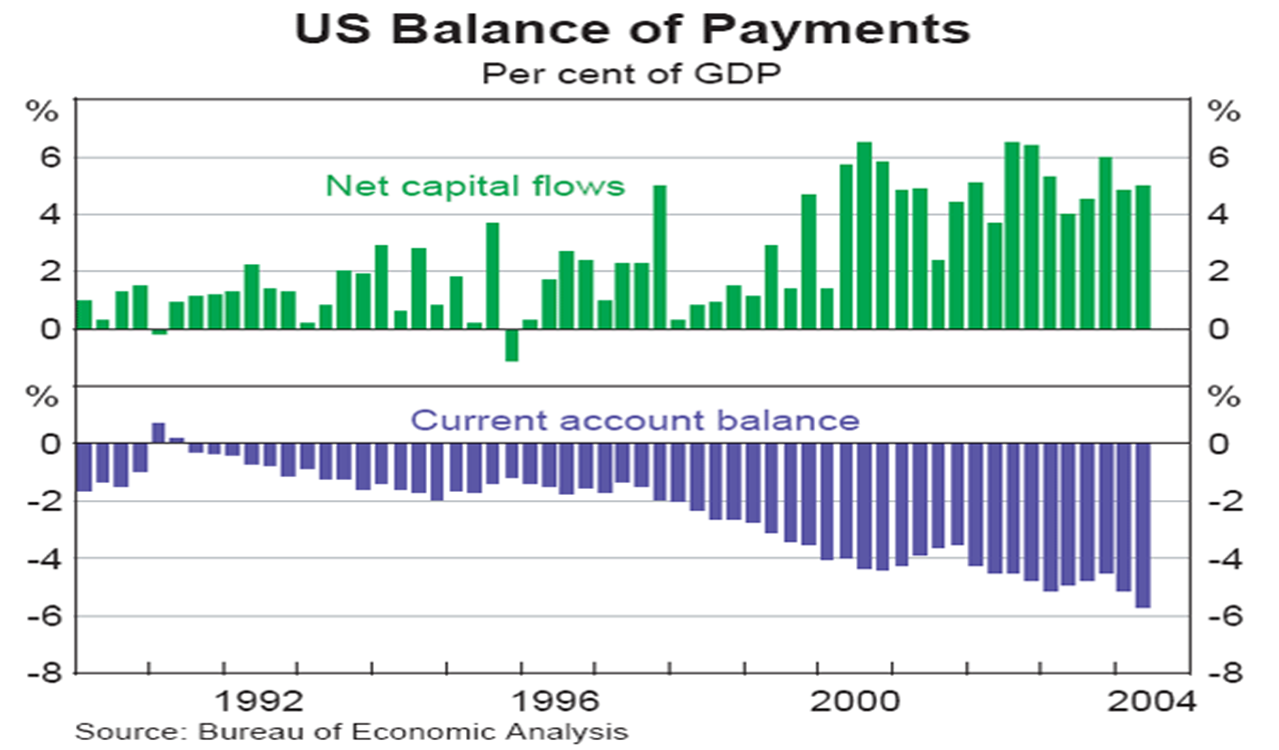 US Balance of Payments
Per cent of GDP
% %
6 6
Net capital flows
4 4
2 2
0 0
% %
Current account balance
0 0
-2 -2
-4 -4
-6 -6
-8 -8
1992 1996 2000 2004
Source: Bureau of Economic Analysis